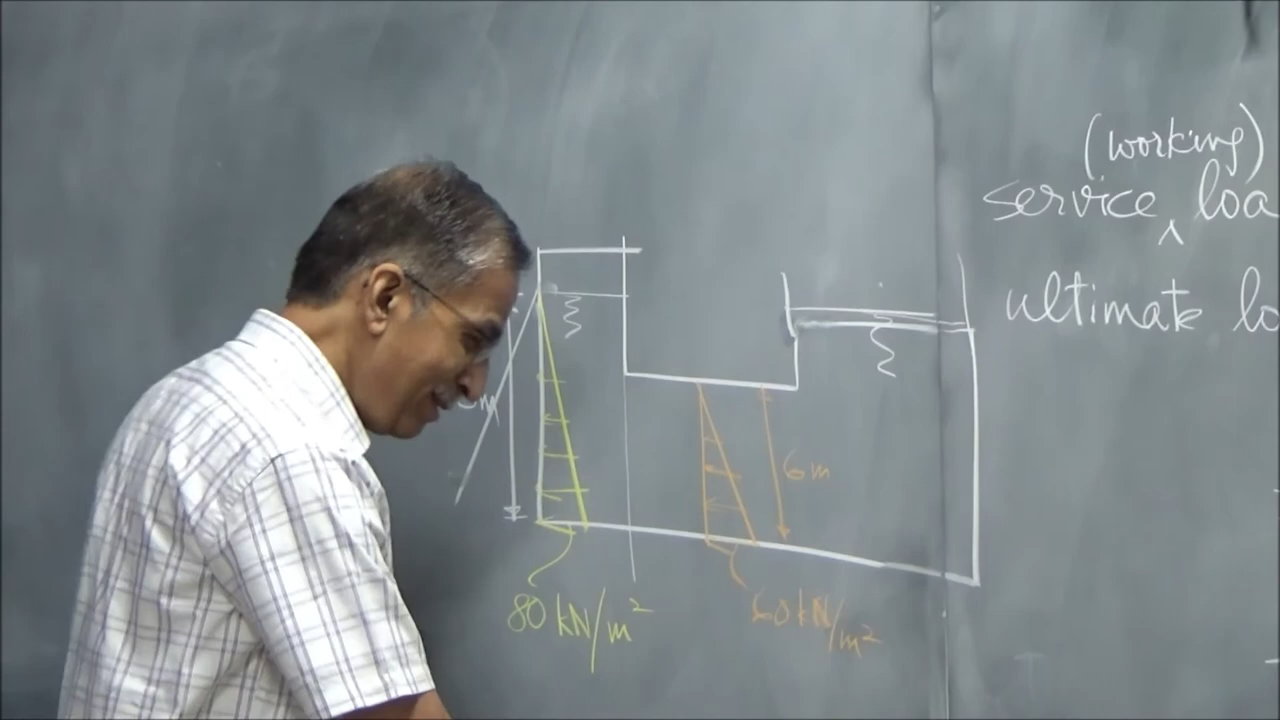 (working)
service loa
^
ultimate lo
m
6m
80 kN/m²
60 kN/m²